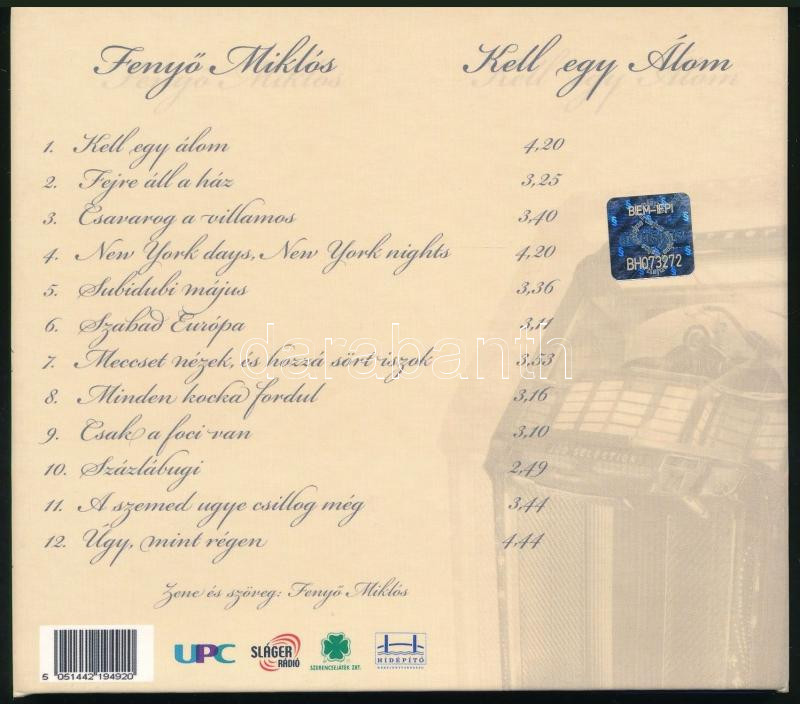 Fenyő Miklós Kell egy Álom
1. Kell egy álom 4,20
2. Fejre áll a ház 3,25
3. Csavarog a villamos 3,40
4. New York days, New York nights 4,20
5. Subidubi május 3,36
6. Szabad Európa 3,11
7. Meccset nézek, és hozzá sört iszok 3,53
8. Minden kocka fordul 3,16
9. Csak a foci van 3,10
10. Százlábugi 2,49
11. A szemed ugye csillog még 3,44
12. Úgy, mint régen 4,44
Zene és szöveg: Fenyő Miklós
BIEM-IFPI
BH073272
darabanth
SELECTION
5 051442 194920
UPC
SLÁGER
RÁDIÓ
SZERENCSEJÁTÉK ZRT.
HÍDÉPÍTŐ